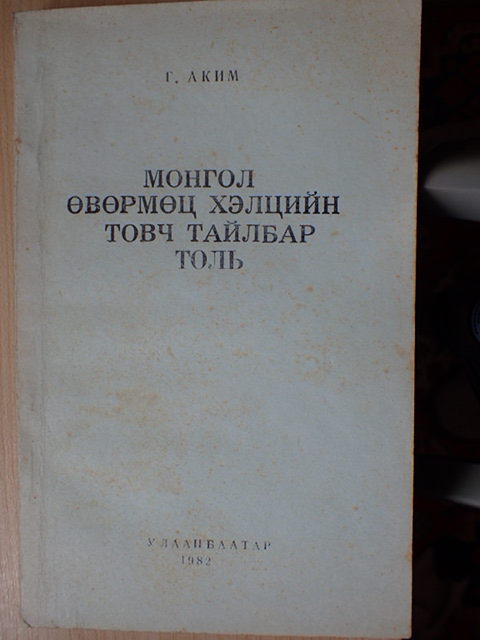 Г. АКИМ
МОНГОЛ
ӨВӨРМӨЦ ХЭЛЦИЙН
ТОВЧ ТАЙЛБАР
ТОЛЬ
УЛААНБААТАР
1982